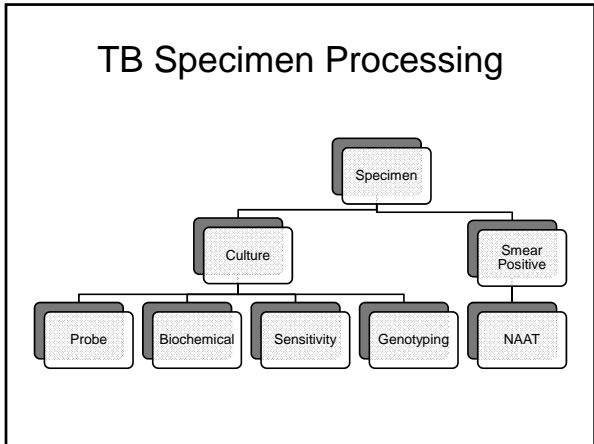 TB Specimen Processing
Specimen
Culture
Smear
Positive
Probe
Biochemical
Sensitivity
Genotyping
NAAT